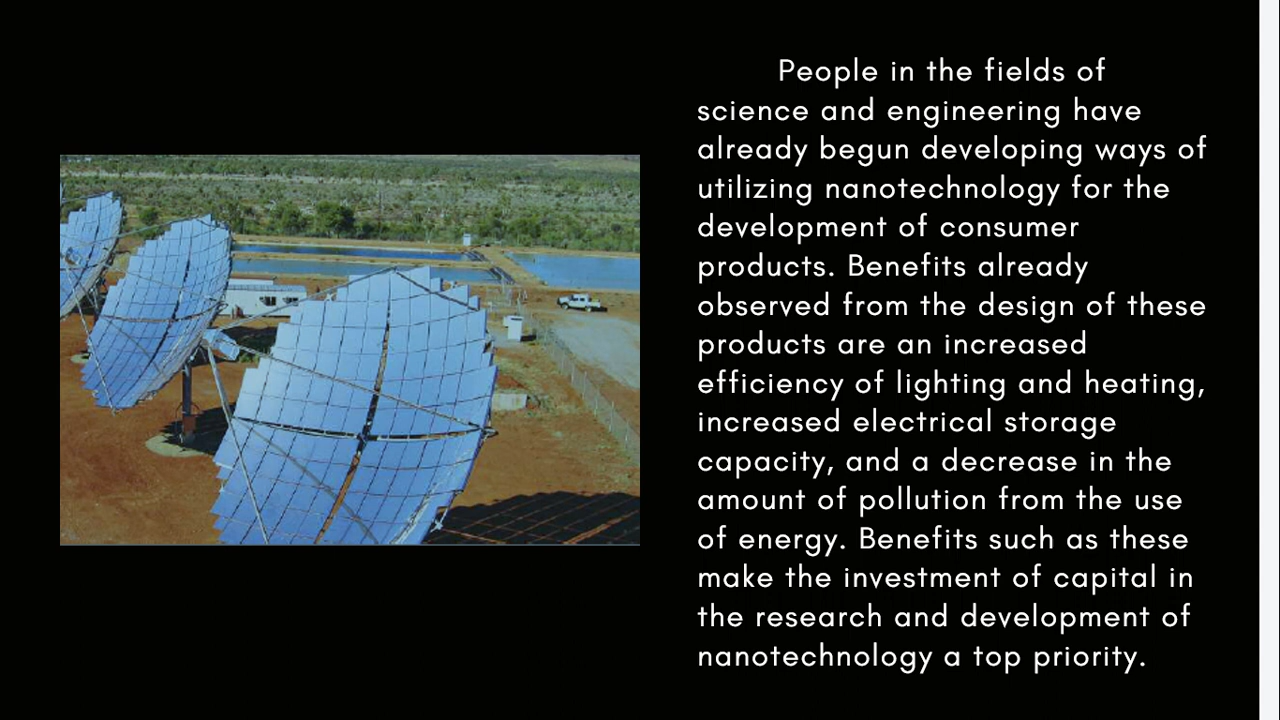 People in the fields of
science and engineering have
already begun developing ways of
utilizing nanotechnology for the
development of consumer
products. Benefits already
observed from the design of these
products are an increased
efficiency of lighting and heating,
increased electrical storage
capacity, and a decrease in the
amount of pollution from the use
of energy. Benefits such as these
make the investment of capital in
the research and development of
nanotechnology a top priority.